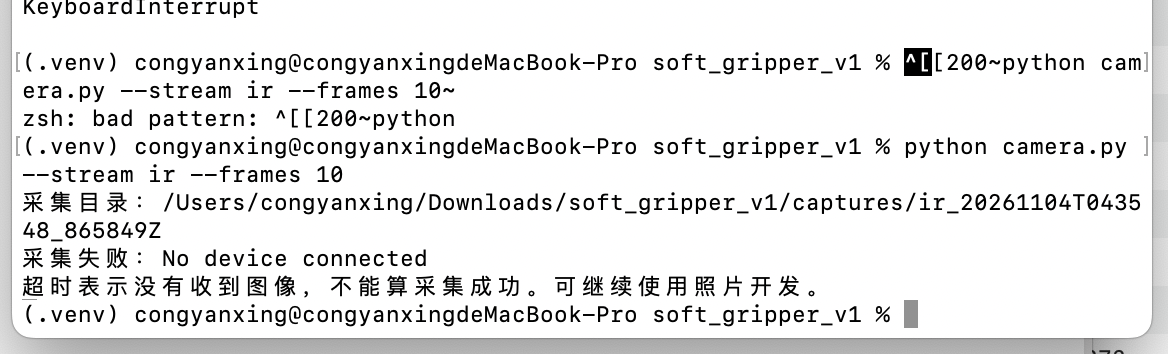 KeyboardInterrupt
[(.venv) congyanxing@congyanxingdeMacBook-Pro soft_gripper_v1 % ^[[200~python cam]
era.py --stream ir --frames 10~
zsh: bad pattern: ^[[200~python
[(.venv) congyanxing@congyanxingdeMacBook-Pro soft_gripper_v1 % python camera.py ]
--stream ir --frames 10
采集目录: /Users/congyanxing/Downloads/soft_gripper_v1/captures/ir_20261104T0435
48_865849Z
采集失败: No device connected
超时表示没有收到图像, 不能算采集成功。可继续使用照片开发。
(.venv) congyanxing@congyanxingdeMacBook-Pro soft_gripper_v1 %